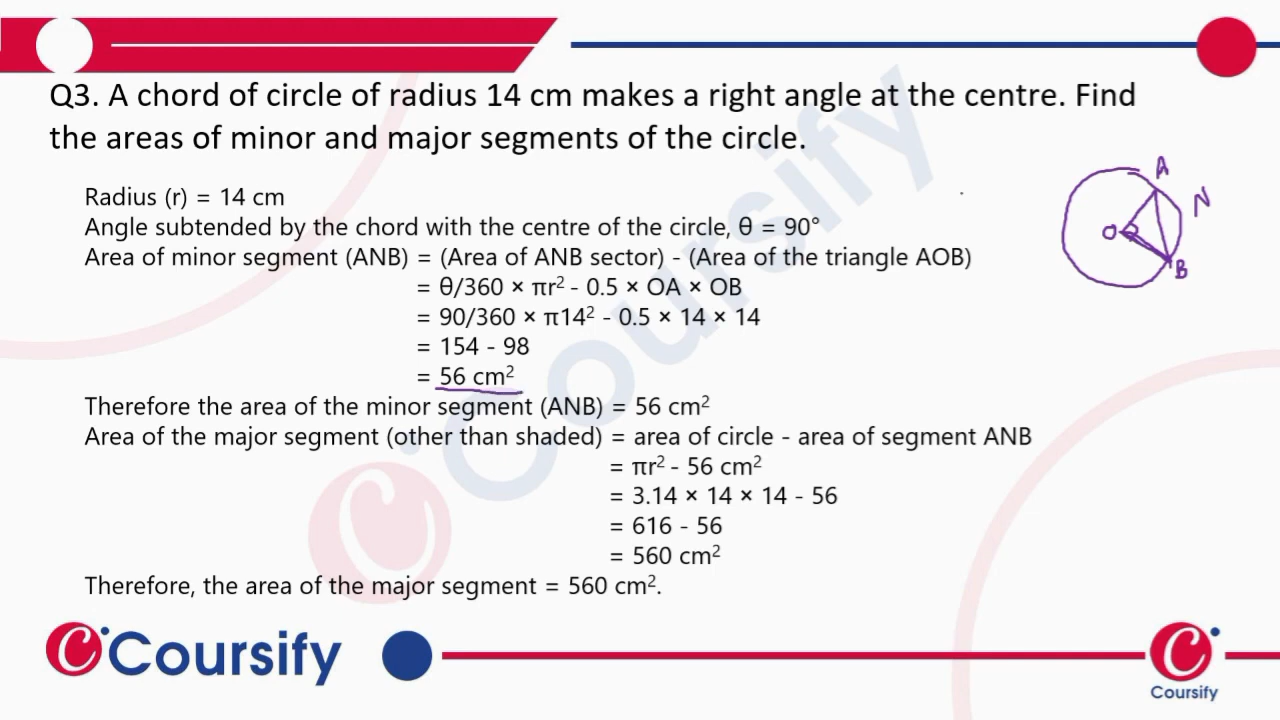 Q3. A chord of circle of radius 14 cm makes a right angle at the centre. Find
the areas of minor and major segments of the circle.
Radius (r) = 14 cm
Angle subtended by the chord with the centre of the circle, θ = 90°
Area of minor segment (ANB) = (Area of ANB sector) - (Area of the triangle AOB)
= θ/360 × πr² - 0.5 × OA × OB
= 90/360 × π14² - 0.5 × 14 × 14
= 154 - 98
= 56 cm²
Therefore the area of the minor segment (ANB) = 56 cm²
Area of the major segment (other than shaded) = area of circle - area of segment ANB
= πr² - 56 cm²
= 3.14 × 14 × 14 - 56
= 616 - 56
= 560 cm²
Therefore, the area of the major segment = 560 cm².
A
N
O
B
Coursify
Coursify
Coursify